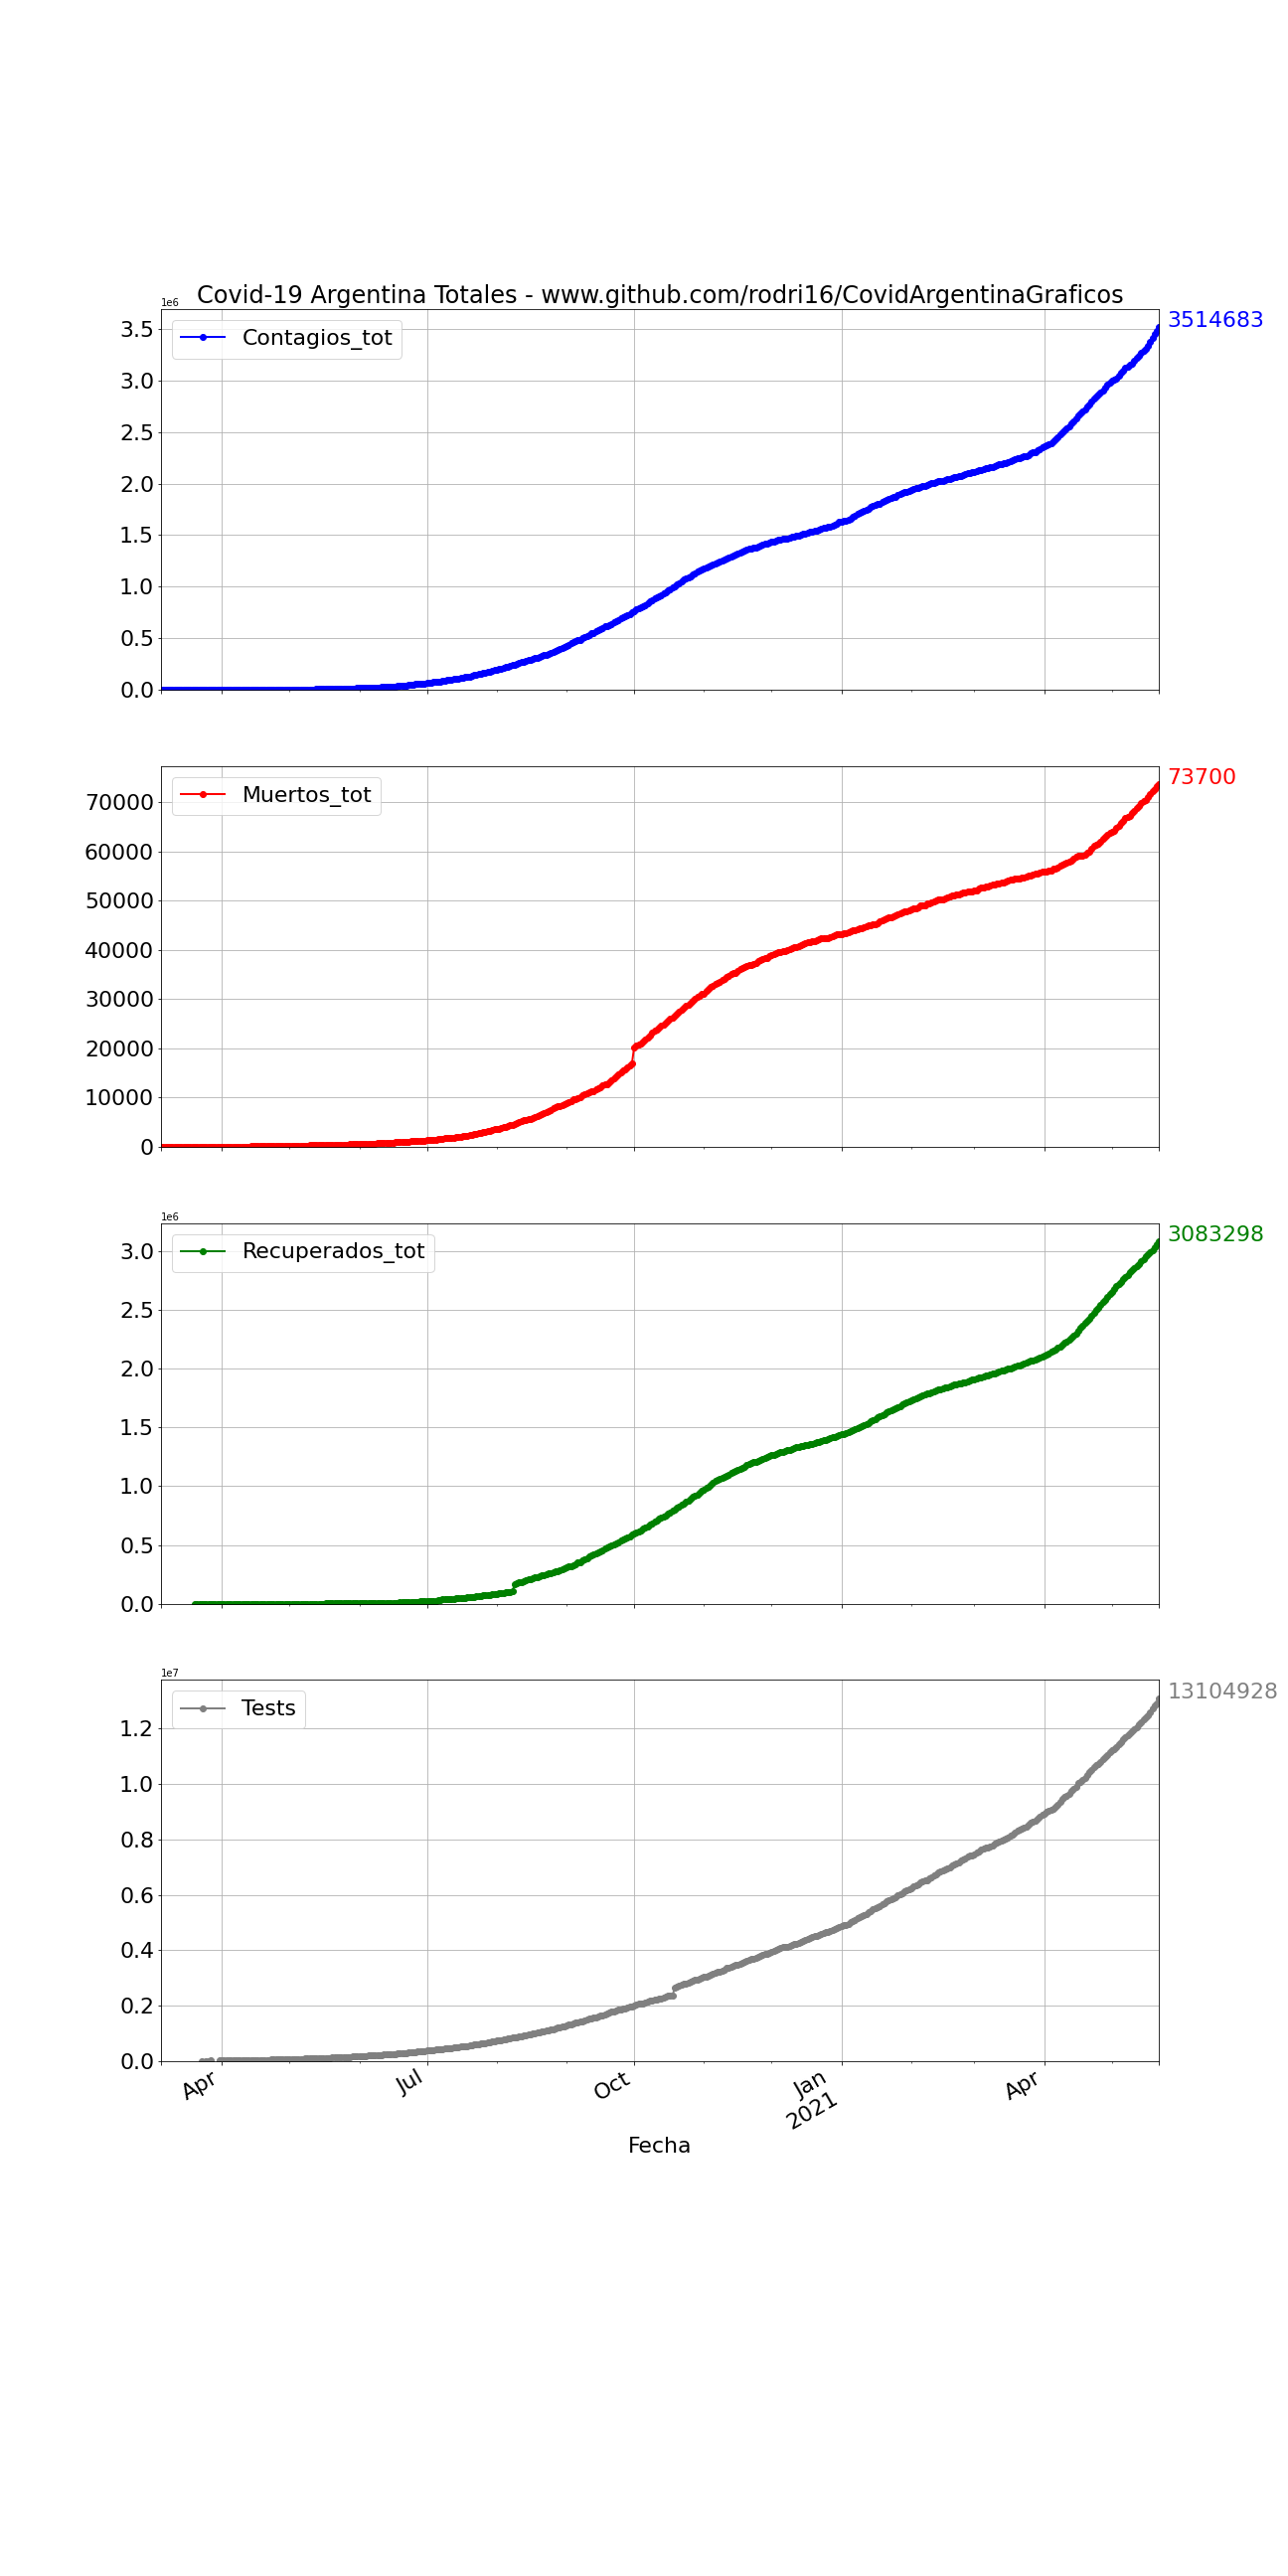 Covid-19 Argentina Totales - www.github.com/rodri16/CovidArgentinaGraficos
1e6
3514683
Contagios_tot
3.5
3.0
2.5
2.0
1.5
1.0
0.5
0.0
73700
Muertos_tot
70000
60000
50000
40000
30000
20000
10000
0
1e6
3083298
Recuperados_tot
3.0
2.5
2.0
1.5
1.0
0.5
0.0
1e7
13104928
Tests
1.2
1.0
0.8
0.6
0.4
0.2
0.0
Apr
Jul
Oct
Jan
2021
Apr
Fecha